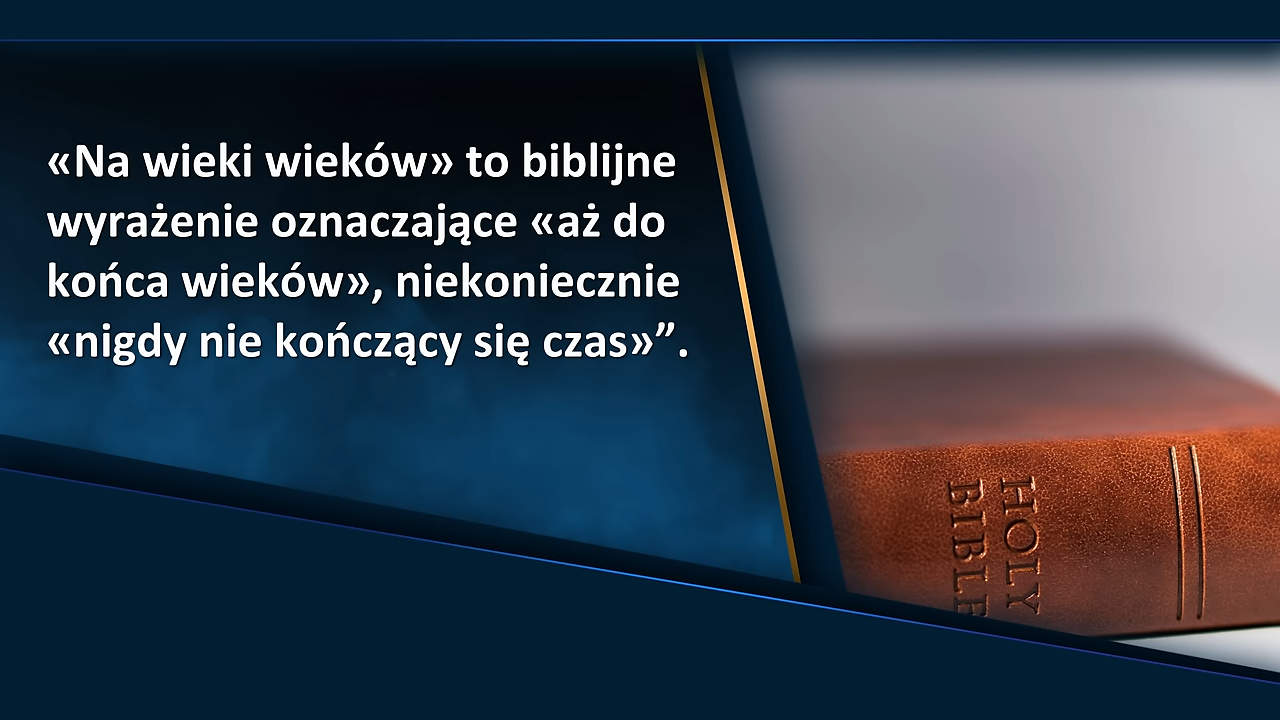 «Na wieki wieków» to biblijne
wyrażenie oznaczające «aż do
końca wieków», niekoniecznie
«nigdy nie kończący się czas»”.
HOLY
BIBLE